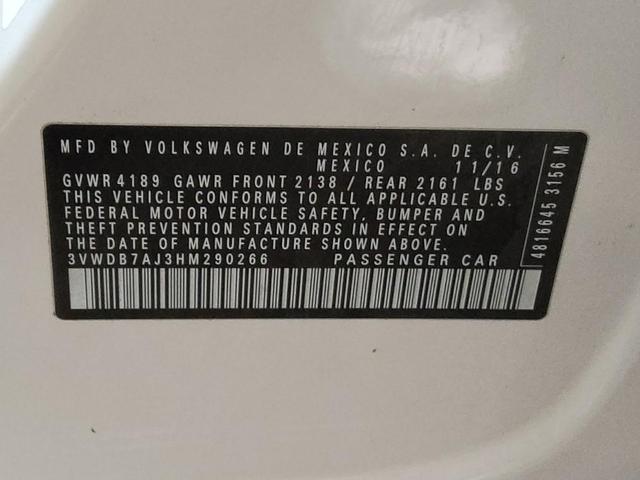 MFD BY VOLKSWAGEN DE MEXICO S.A. DE C.V.
MEXICO 11/16
GVWR 4189 GAWR FRONT 2138 / REAR 2161 LBS
THIS VEHICLE CONFORMS TO ALL APPLICABLE U.S.
FEDERAL MOTOR VEHICLE SAFETY, BUMPER AND
THEFT PREVENTION STANDARDS IN EFFECT ON
THE DATE OF MANUFACTURE SHOWN ABOVE.
3VWDB7AJ3HM290266 PASSENGER CAR
4816645 3156 M